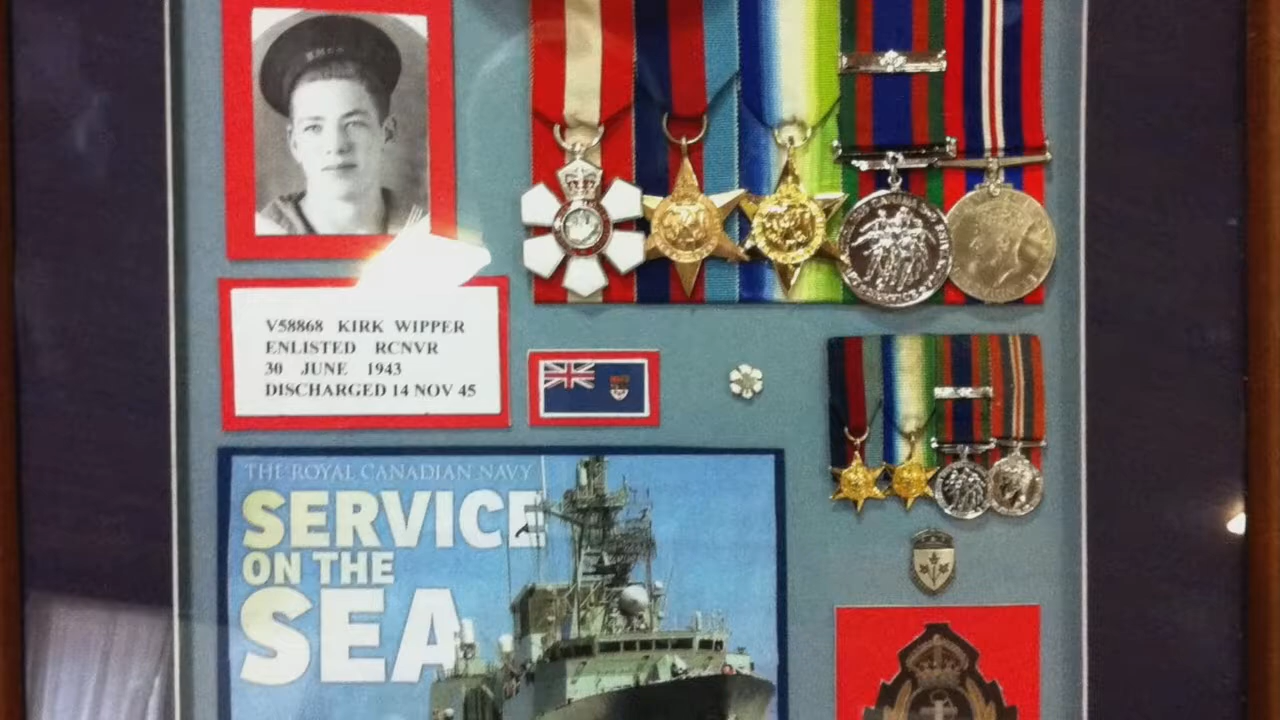 V58868 KIRK WIPPER
ENLISTED RCNVR
30 JUNE 1943
DISCHARGED 14 NOV 45
THE ROYAL CANADIAN NAVY
SERVICE
ON THE
SEA